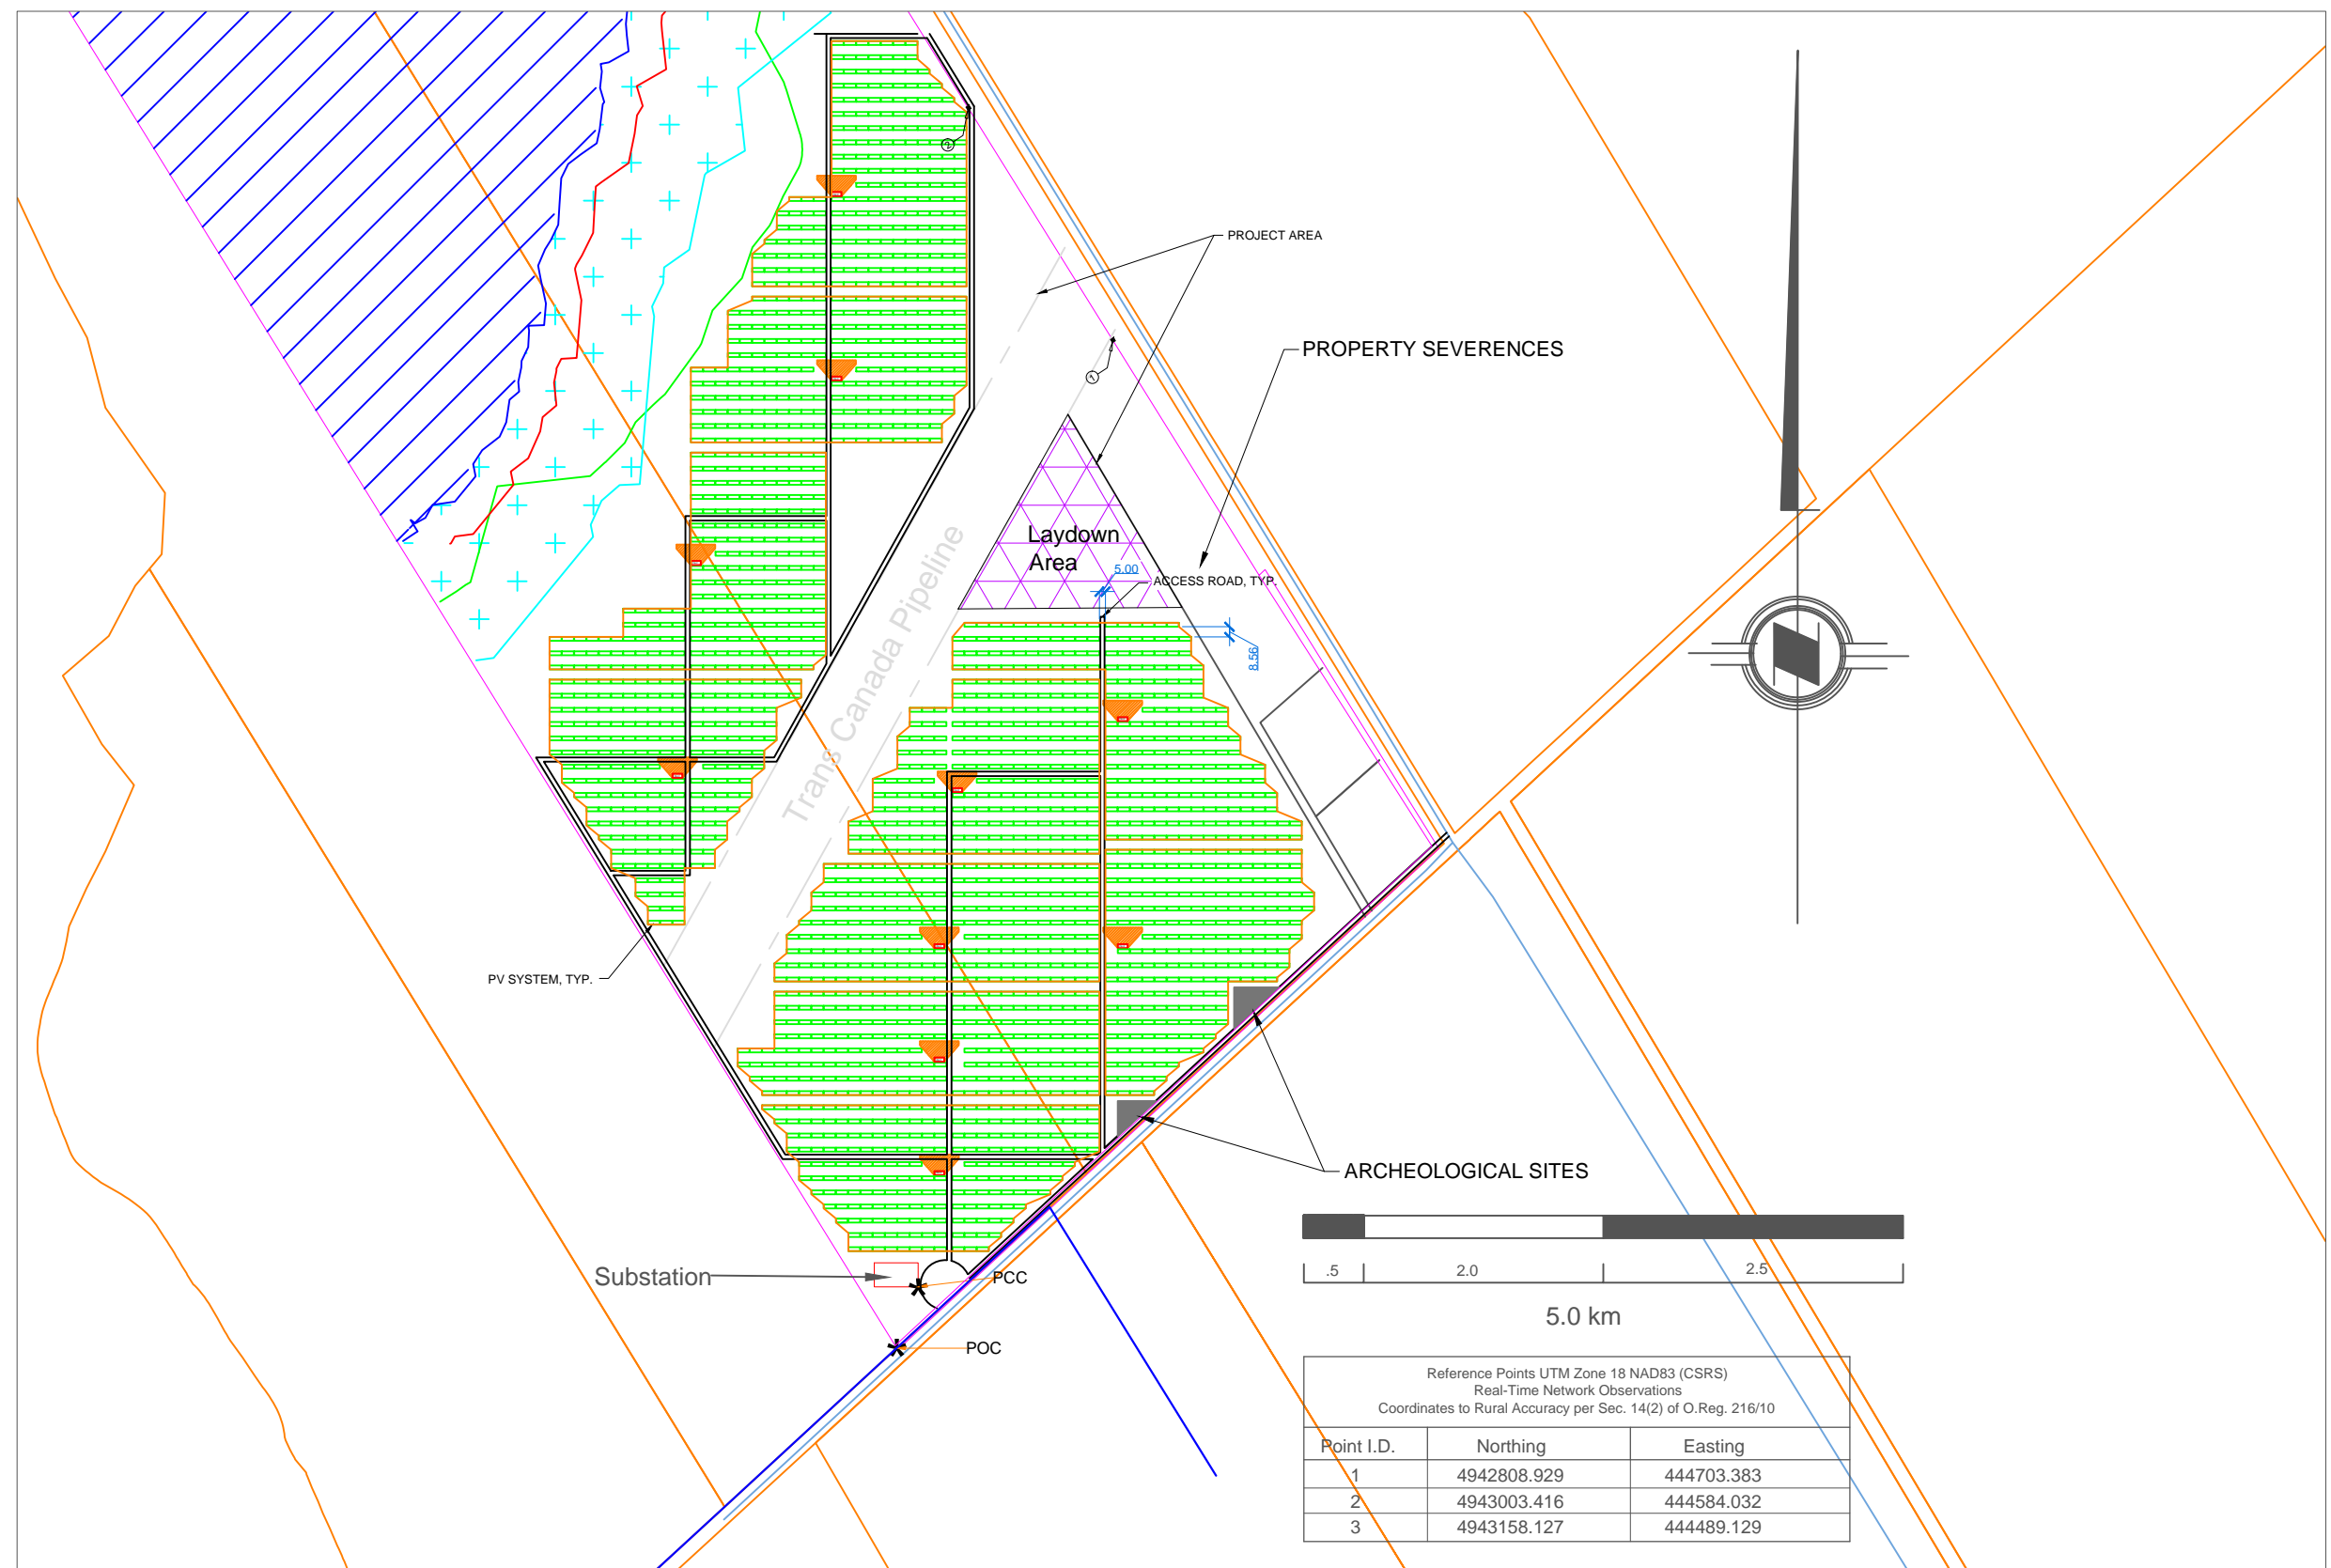 2
PROJECT AREA
PROPERTY SEVERENCES
1
Laydown
Area
5.00
ACCESS ROAD, TYP.
8.56
Trans Canada Pipeline
PV SYSTEM, TYP.
ARCHEOLOGICAL SITES
Substation
PCC
POC
.5
2.0
2.5
5.0 km
Reference Points UTM Zone 18 NAD83 (CSRS)
Real-Time Network Observations
Coordinates to Rural Accuracy per Sec. 14(2) of O.Reg. 216/10
Point I.D. Northing Easting
1 4942808.929 444703.383
2 4943003.416 444584.032
3 4943158.127 444489.129